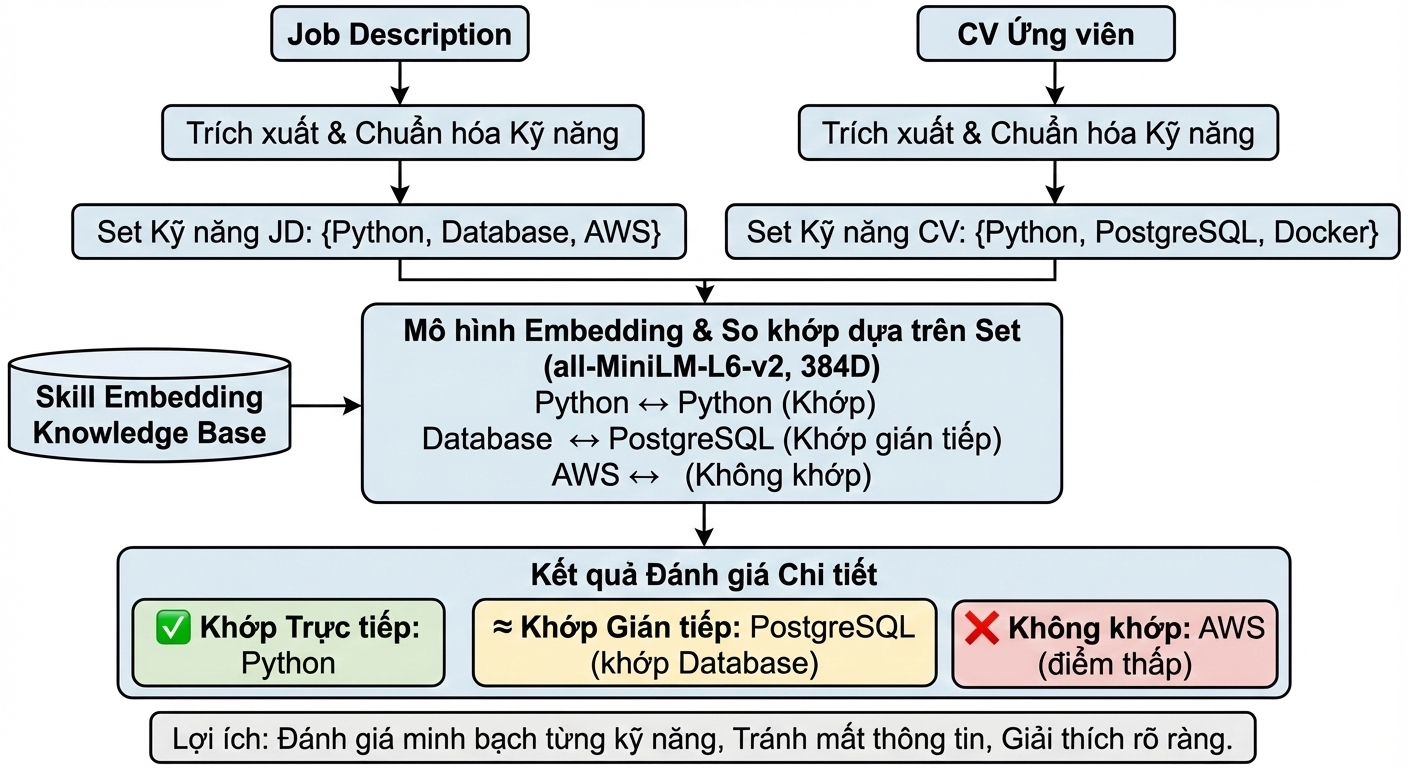 Job Description
CV Ứng viên
Trích xuất & Chuẩn hóa Kỹ năng
Trích xuất & Chuẩn hóa Kỹ năng
Set Kỹ năng JD: {Python, Database, AWS}
Set Kỹ năng CV: {Python, PostgreSQL, Docker}
Skill Embedding
Knowledge Base
Mô hình Embedding & So khớp dựa trên Set
(all-MiniLM-L6-v2, 384D)
Python ↔ Python (Khớp)
Database ↔ PostgreSQL (Khớp gián tiếp)
AWS ↔ (Không khớp)
Kết quả Đánh giá Chi tiết
✅ Khớp Trực tiếp:
Python
≈ Khớp Gián tiếp: PostgreSQL
(khớp Database)
❌ Không khớp: AWS
(điểm thấp)
Lợi ích: Đánh giá minh bạch từng kỹ năng, Tránh mất thông tin, Giải thích rõ ràng.